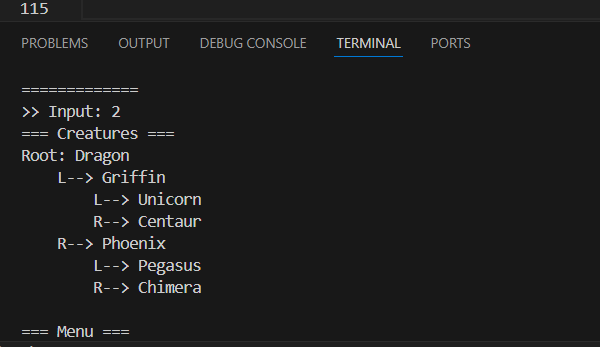 115
PROBLEMS OUTPUT DEBUG CONSOLE TERMINAL PORTS
=============
>> Input: 2
=== Creatures ===
Root: Dragon
    L--> Griffin
        L--> Unicorn
        R--> Centaur
    R--> Phoenix
        L--> Pegasus
        R--> Chimera
=== Menu ===